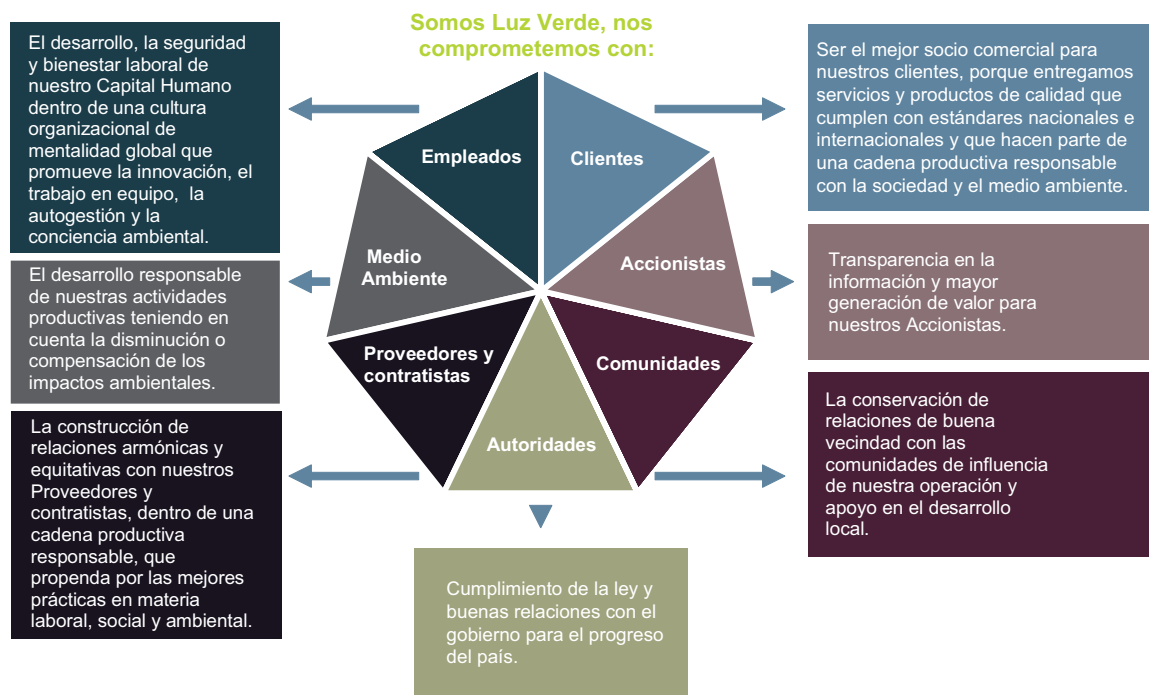 Somos Luz Verde, nos
comprometemos con:
El desarrollo, la seguridad
y bienestar laboral de
nuestro Capital Humano
dentro de una cultura
organizacional de
mentalidad global que
promueve la innovación, el
trabajo en equipo, la
autogestión y la
conciencia ambiental.
Ser el mejor socio comercial para
nuestros clientes, porque entregamos
servicios y productos de calidad que
cumplen con estándares nacionales e
internacionales y que hacen parte de
una cadena productiva responsable
con la sociedad y el medio ambiente.
Empleados
Clientes
Medio
Ambiente
Accionistas
Proveedores y
contratistas
Comunidades
Autoridades
El desarrollo responsable
de nuestras actividades
productivas teniendo en
cuenta la disminución o
compensación de los
impactos ambientales.
Transparencia en la
información y mayor
generación de valor para
nuestros Accionistas.
La construcción de
relaciones armónicas y
equitativas con nuestros
Proveedores y
contratistas, dentro de una
cadena productiva
responsable, que
propenda por las mejores
prácticas en materia
laboral, social y ambiental.
La conservación de
relaciones de buena
vecindad con las
comunidades de influencia
de nuestra operación y
apoyo en el desarrollo
local.
Cumplimiento de la ley y
buenas relaciones con el
gobierno para el progreso
del país.